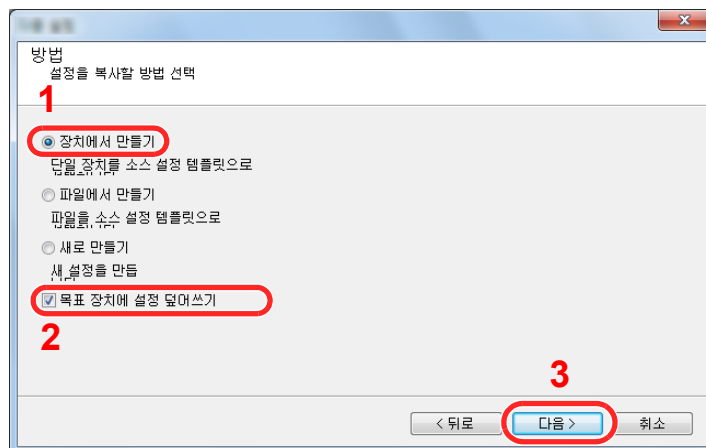 방법
설정을 복사할 방법 선택
1
장치에서 만들기
단일 장치를 소스 설정 템플릿으로
파일에서 만들기
파일을 소스 설정 템플릿으로
새로 만들기
새 설정을 만듭
목표 장치에 설정 덮어쓰기
2
3
< 뒤로
다음 >
취소